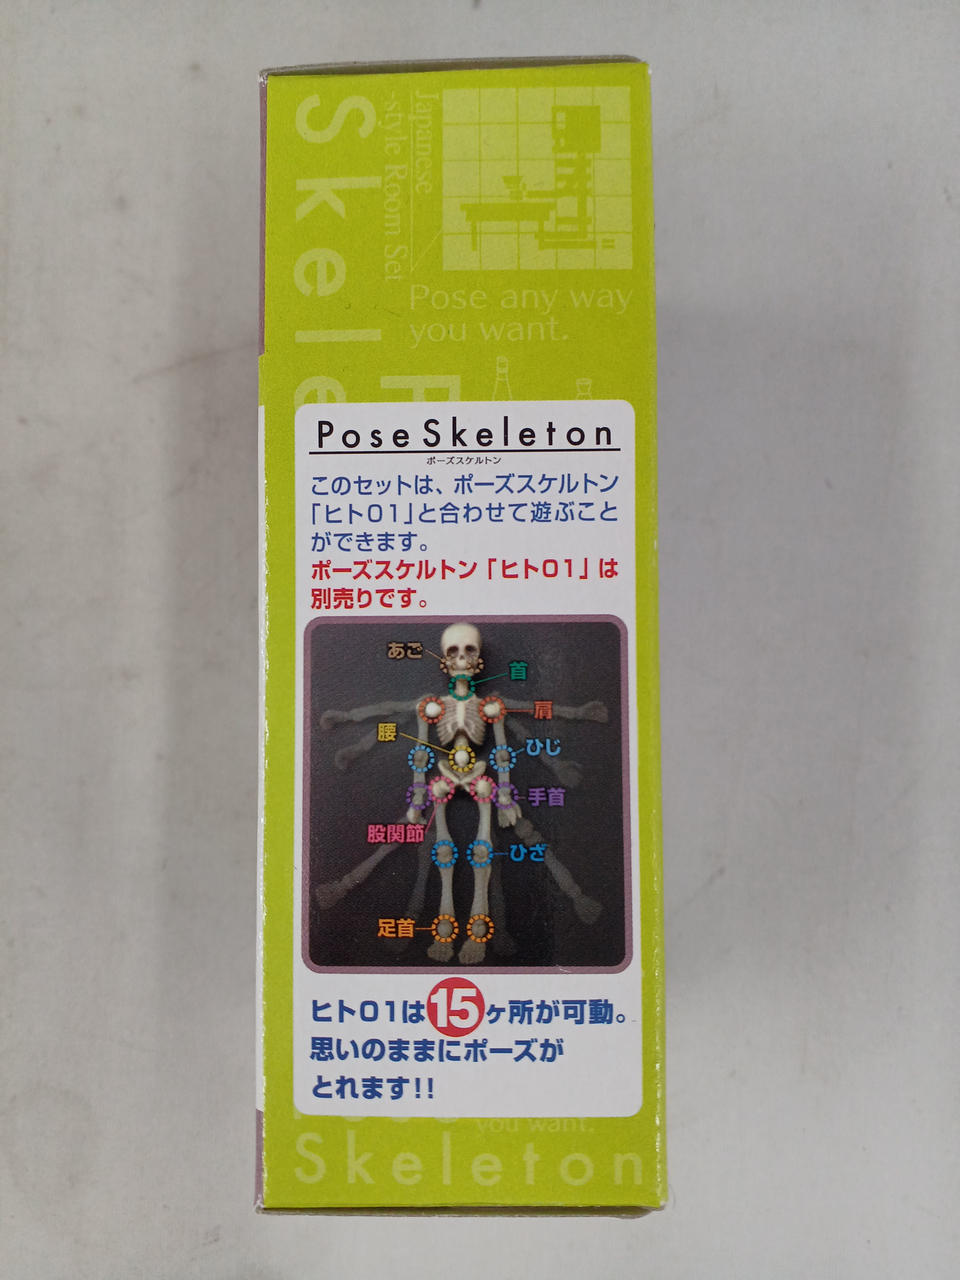 Skele
Japanese
-style Room Set
Pose any way
you want.
Pose Skeleton
ポーズスケルトン
このセットは、ポーズスケルトン
「ヒト01」と合わせて遊ぶこと
ができます。
ポーズスケルトン「ヒト01」は
別売りです。
あご
首
肩
腰
ひじ
手首
股関節
ひざ
足首
ヒト01は15ヶ所が可動。
思いのままにポーズが
とれます!!
you want.
Skeleton